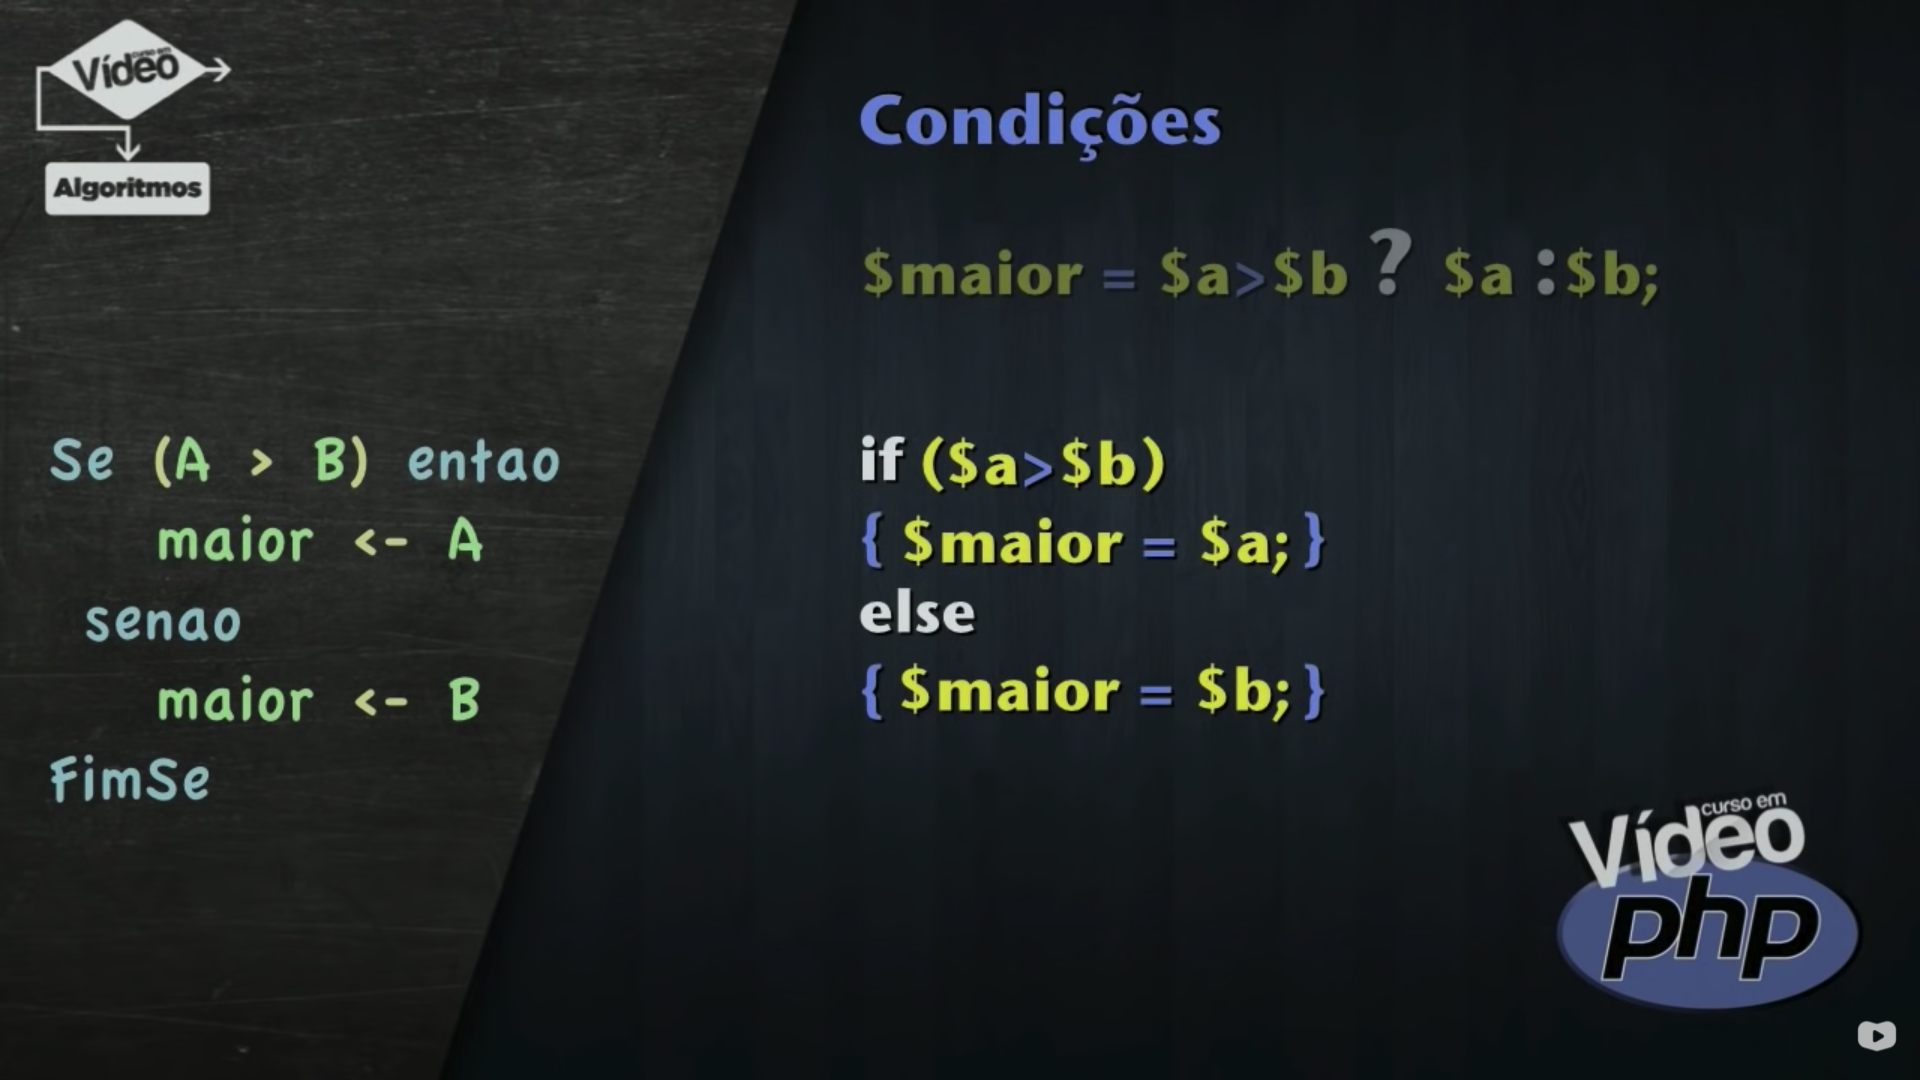 curso em
Vídeo
Algoritmos
Se (A > B) entao
maior <- A
senao
maior <- B
FimSe
Condições
$maior = $a>$b ? $a :$b;
if ($a>$b)
{ $maior = $a; }
else
{ $maior = $b; }
curso em
Vídeo
php